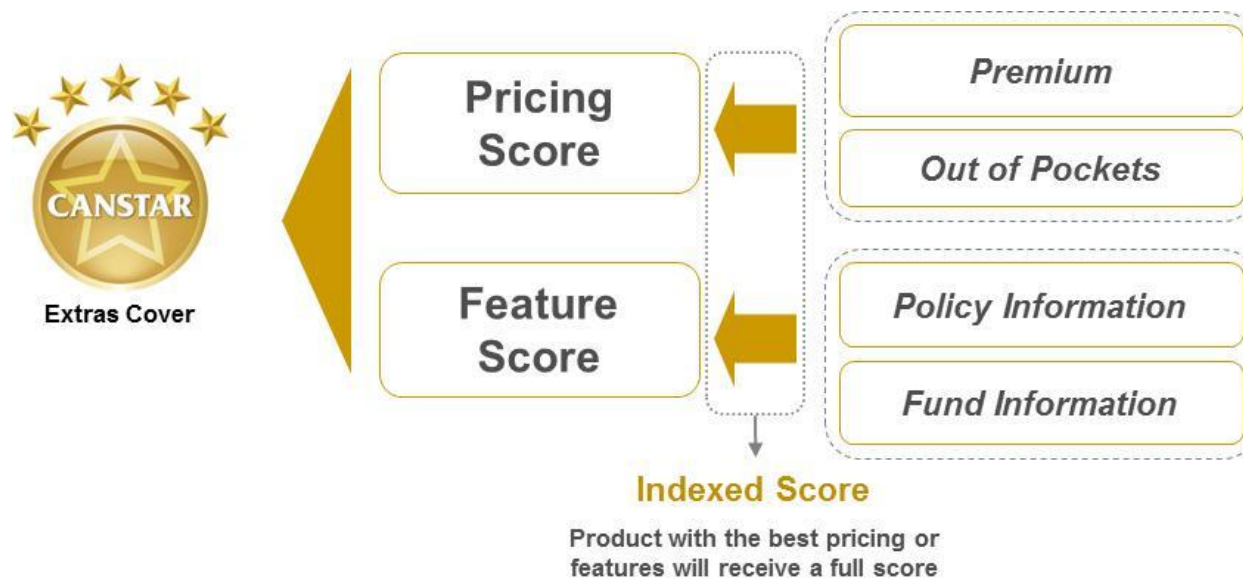 CANSTAR
Extras Cover
Pricing
Score
Feature
Score
Premium
Out of Pockets
Policy Information
Fund Information
Indexed Score
Product with the best pricing or
features will receive a full score